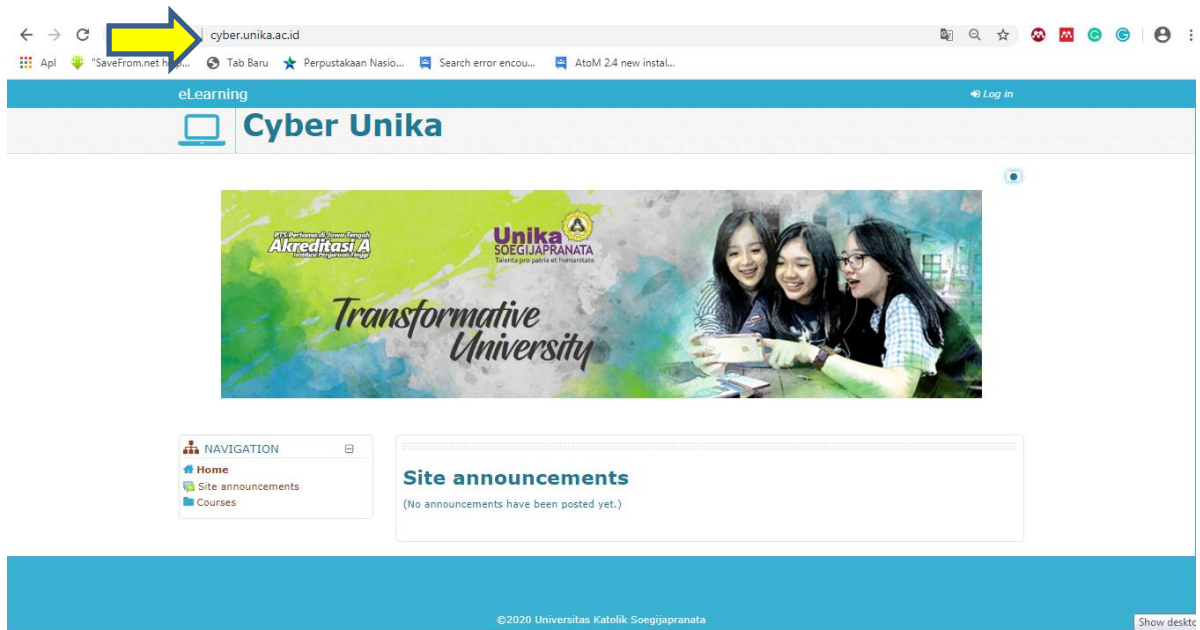 cyber.unika.ac.id
Apl "SaveFrom.net h... Tab Baru Perpustakaan Nasio... Search error encou... AtoM 2.4 new instal...
eLearning Log in
Cyber Unika
PTS Pertama di Jawa Tengah
Akreditasi A
Institusi Perguruan Tinggi
Unika
SOEGIJAPRANATA
Talenta pro patria et humanitate
Transformative
University
NAVIGATION
Home
Site announcements
Courses
Site announcements
(No announcements have been posted yet.)
©2020 Universitas Katolik Soegijapranata
Show deskto